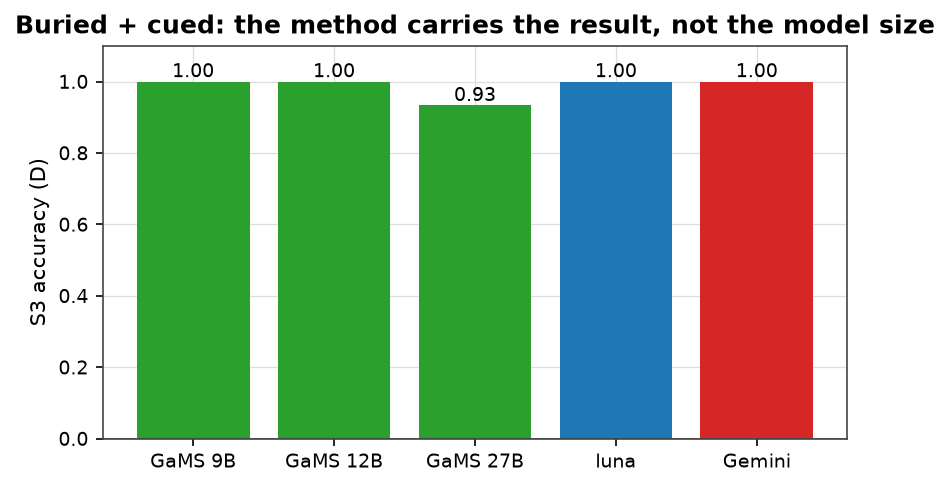 Buried + cued: the method carries the result, not the model size
1.00 1.00 0.93 1.00 1.00
S3 accuracy (D)
1.0
0.8
0.6
0.4
0.2
0.0
GaMS 9B GaMS 12B GaMS 27B luna Gemini